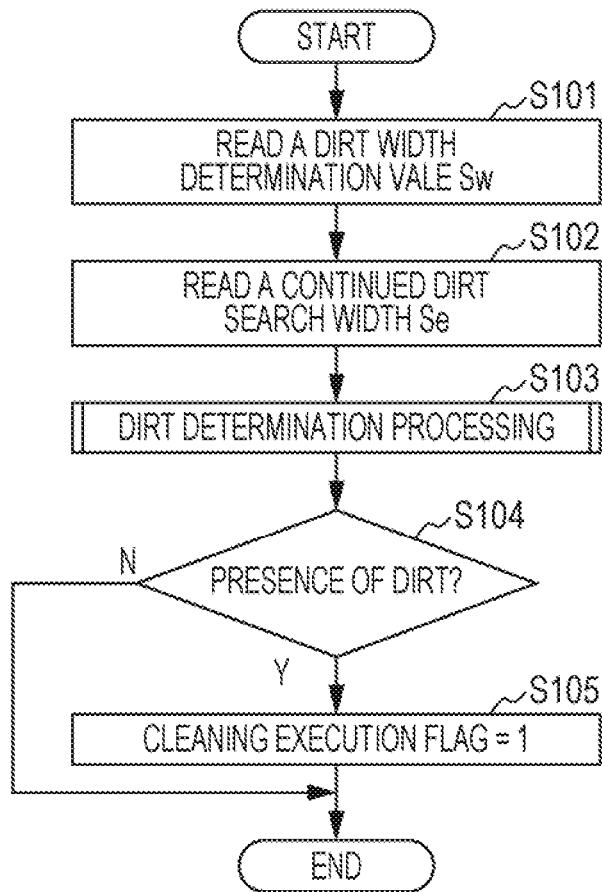 START
S101
READ A DIRT WIDTH
DETERMINATION VALE Sw
S102
READ A CONTINUED DIRT
SEARCH WIDTH Se
S103
DIRT DETERMINATION PROCESSING
S104
N
PRESENCE OF DIRT?
Y
S105
CLEANING EXECUTION FLAG = 1
END